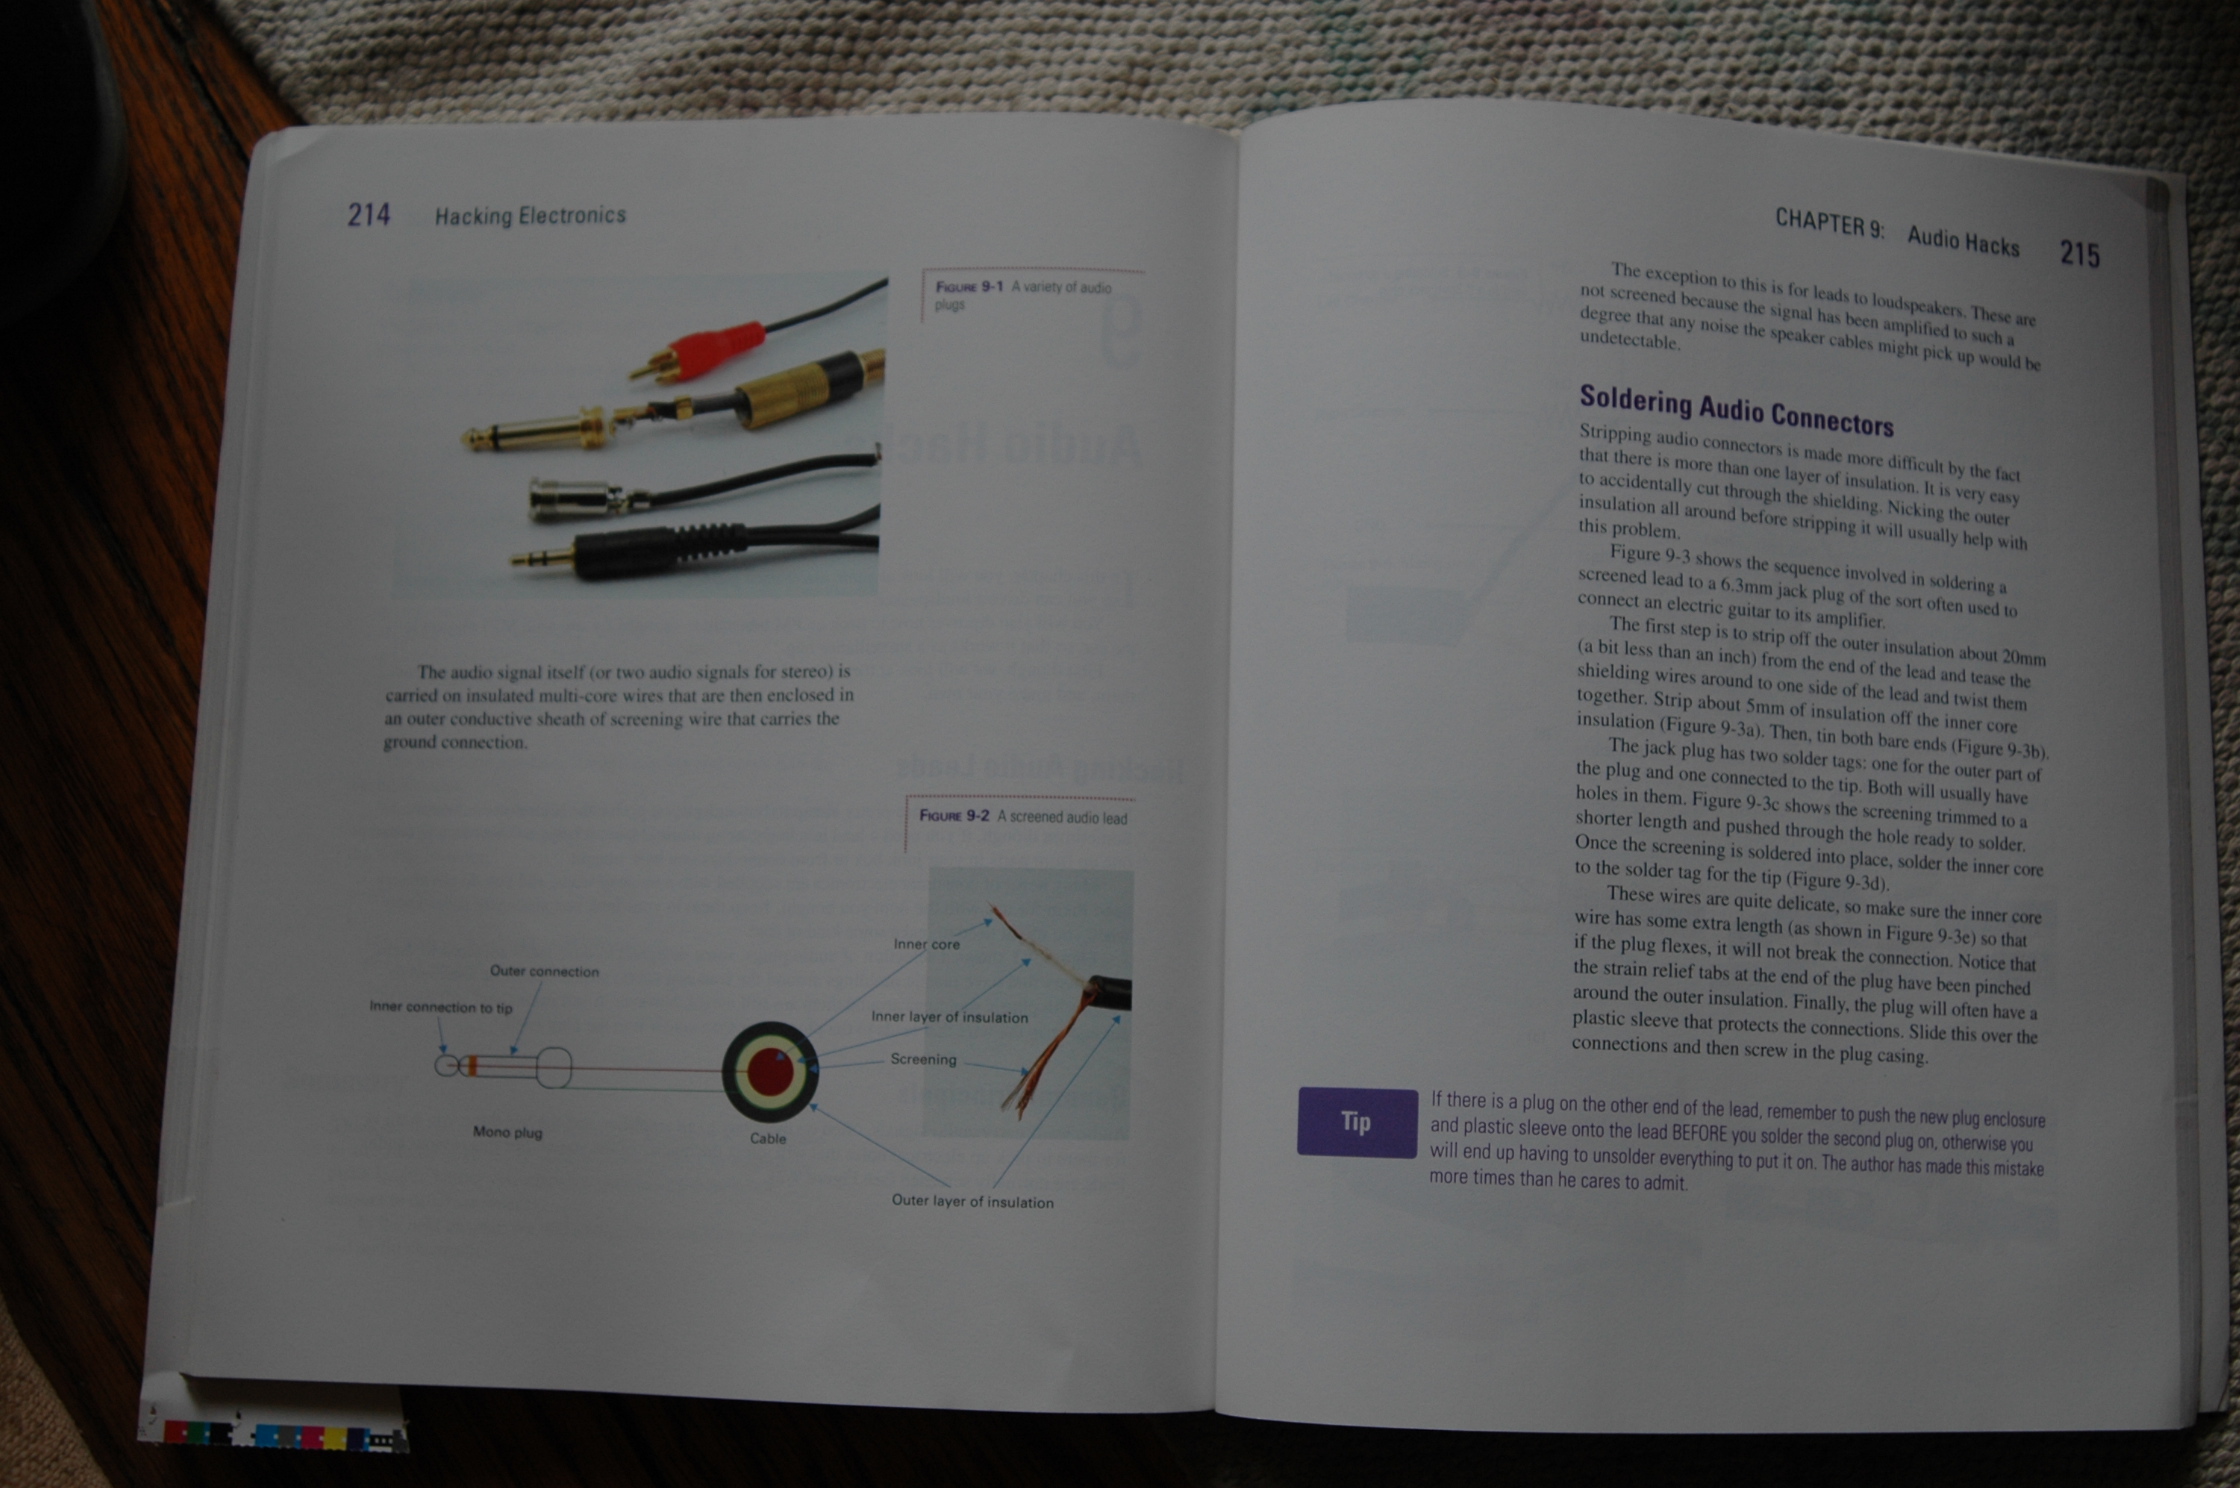 214 Hacking Electronics
FIGURE 9-1 A variety of audio
plugs
The audio signal itself (or two audio signals for stereo) is
carried on insulated multi-core wires that are then enclosed in
an outer conductive sheath of screening wire that carries the
ground connection.
FIGURE 9-2 A screened audio lead
Inner core
Inner layer of insulation
Screening
Outer layer of insulation
Outer connection
Inner connection to tip
Mono plug
Cable
CHAPTER 9: Audio Hacks 215
The exception to this is for leads to loudspeakers. These are
not screened because the signal has been amplified to such a
degree that any noise the speaker cables might pick up would be
undetectable.
Soldering Audio Connectors
Stripping audio connectors is made more difficult by the fact
that there is more than one layer of insulation. It is very easy
to accidentally cut through the shielding. Nicking the outer
insulation all around before stripping it will usually help with
this problem.
Figure 9-3 shows the sequence involved in soldering a
screened lead to a 6.3mm jack plug of the sort often used to
connect an electric guitar to its amplifier.
The first step is to strip off the outer insulation about 20mm
(a bit less than an inch) from the end of the lead and tease the
shielding wires around to one side of the lead and twist them
together. Strip about 5mm of insulation off the inner core
insulation (Figure 9-3a). Then, tin both bare ends (Figure 9-3b).
The jack plug has two solder tags: one for the outer part of
the plug and one connected to the tip. Both will usually have
holes in them. Figure 9-3c shows the screening trimmed to a
shorter length and pushed through the hole ready to solder.
Once the screening is soldered into place, solder the inner core
to the solder tag for the tip (Figure 9-3d).
These wires are quite delicate, so make sure the inner core
wire has some extra length (as shown in Figure 9-3e) so that
if the plug flexes, it will not break the connection. Notice that
the strain relief tabs at the end of the plug have been pinched
around the outer insulation. Finally, the plug will often have a
plastic sleeve that protects the connections. Slide this over the
connections and then screw in the plug casing.
Tip
If there is a plug on the other end of the lead, remember to push the new plug enclosure
and plastic sleeve onto the lead BEFORE you solder the second plug on, otherwise you
will end up having to unsolder everything to put it on. The author has made this mistake
more times than he cares to admit.